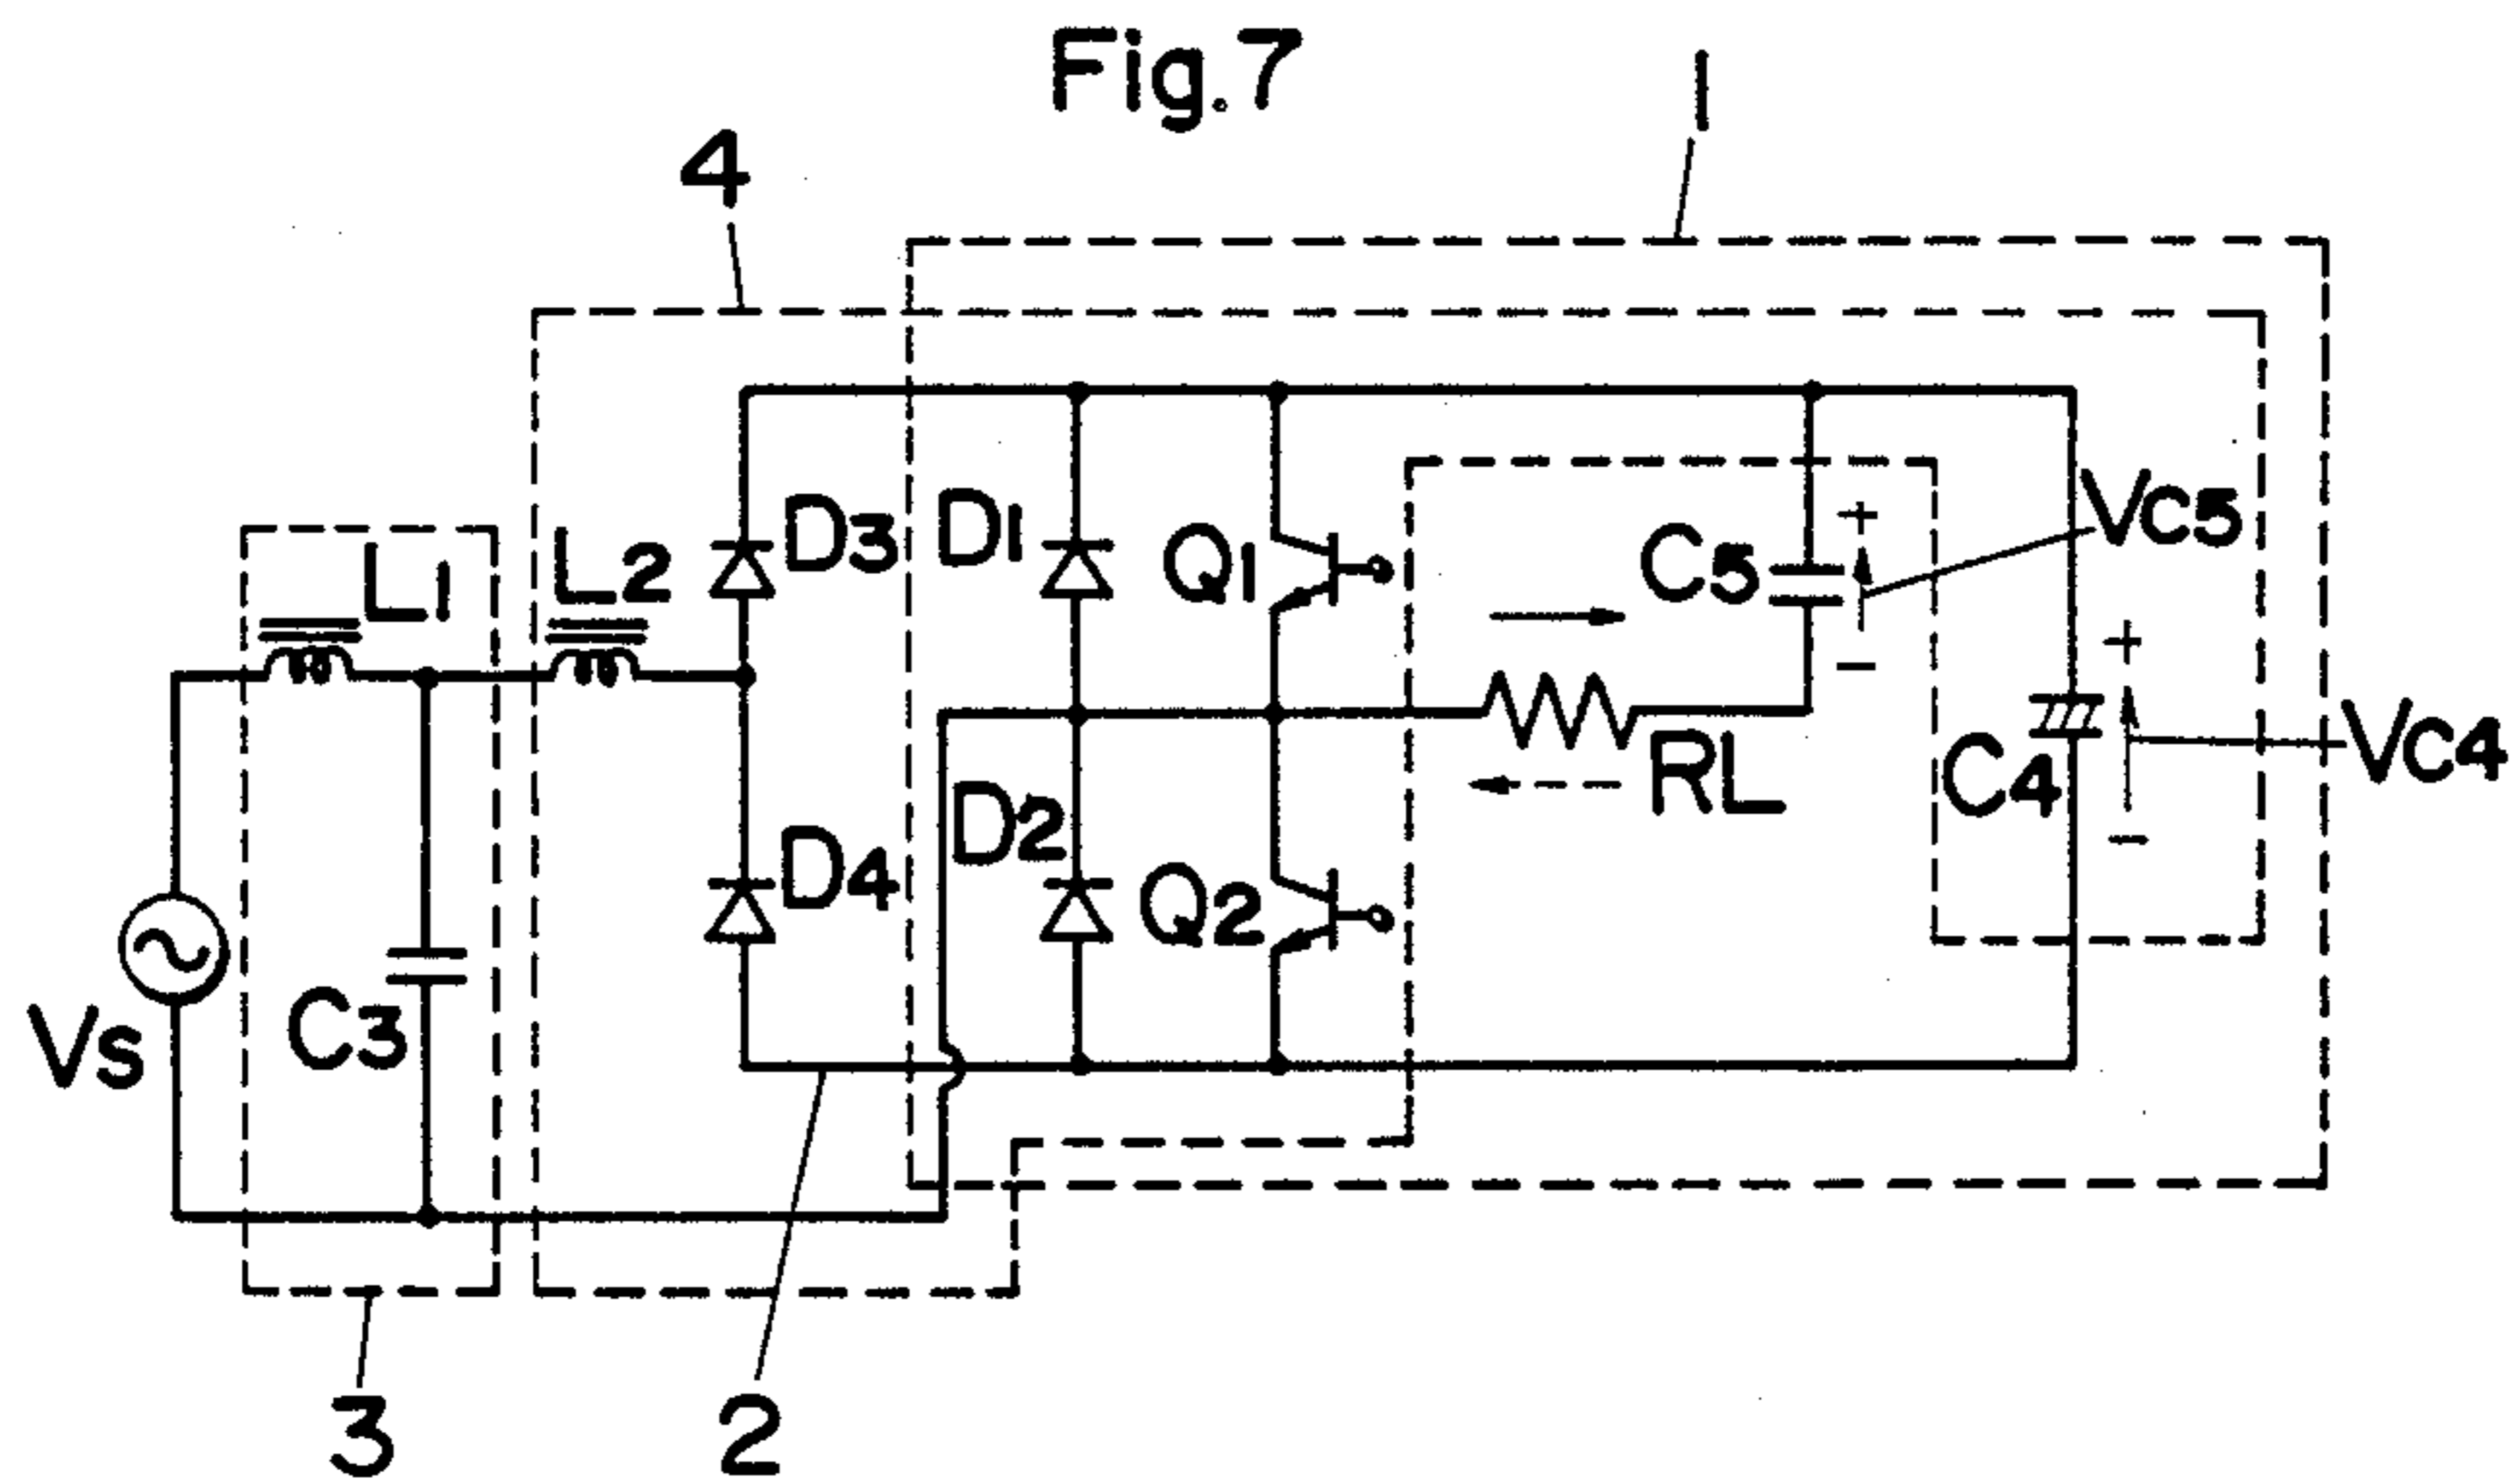 Fig.7
1
4
D3
D1
Q1
C5
+
VC5
-
L1
L2
+
VC4
-
C4
RL
D4
D2
Q2
VS
C3
3
2